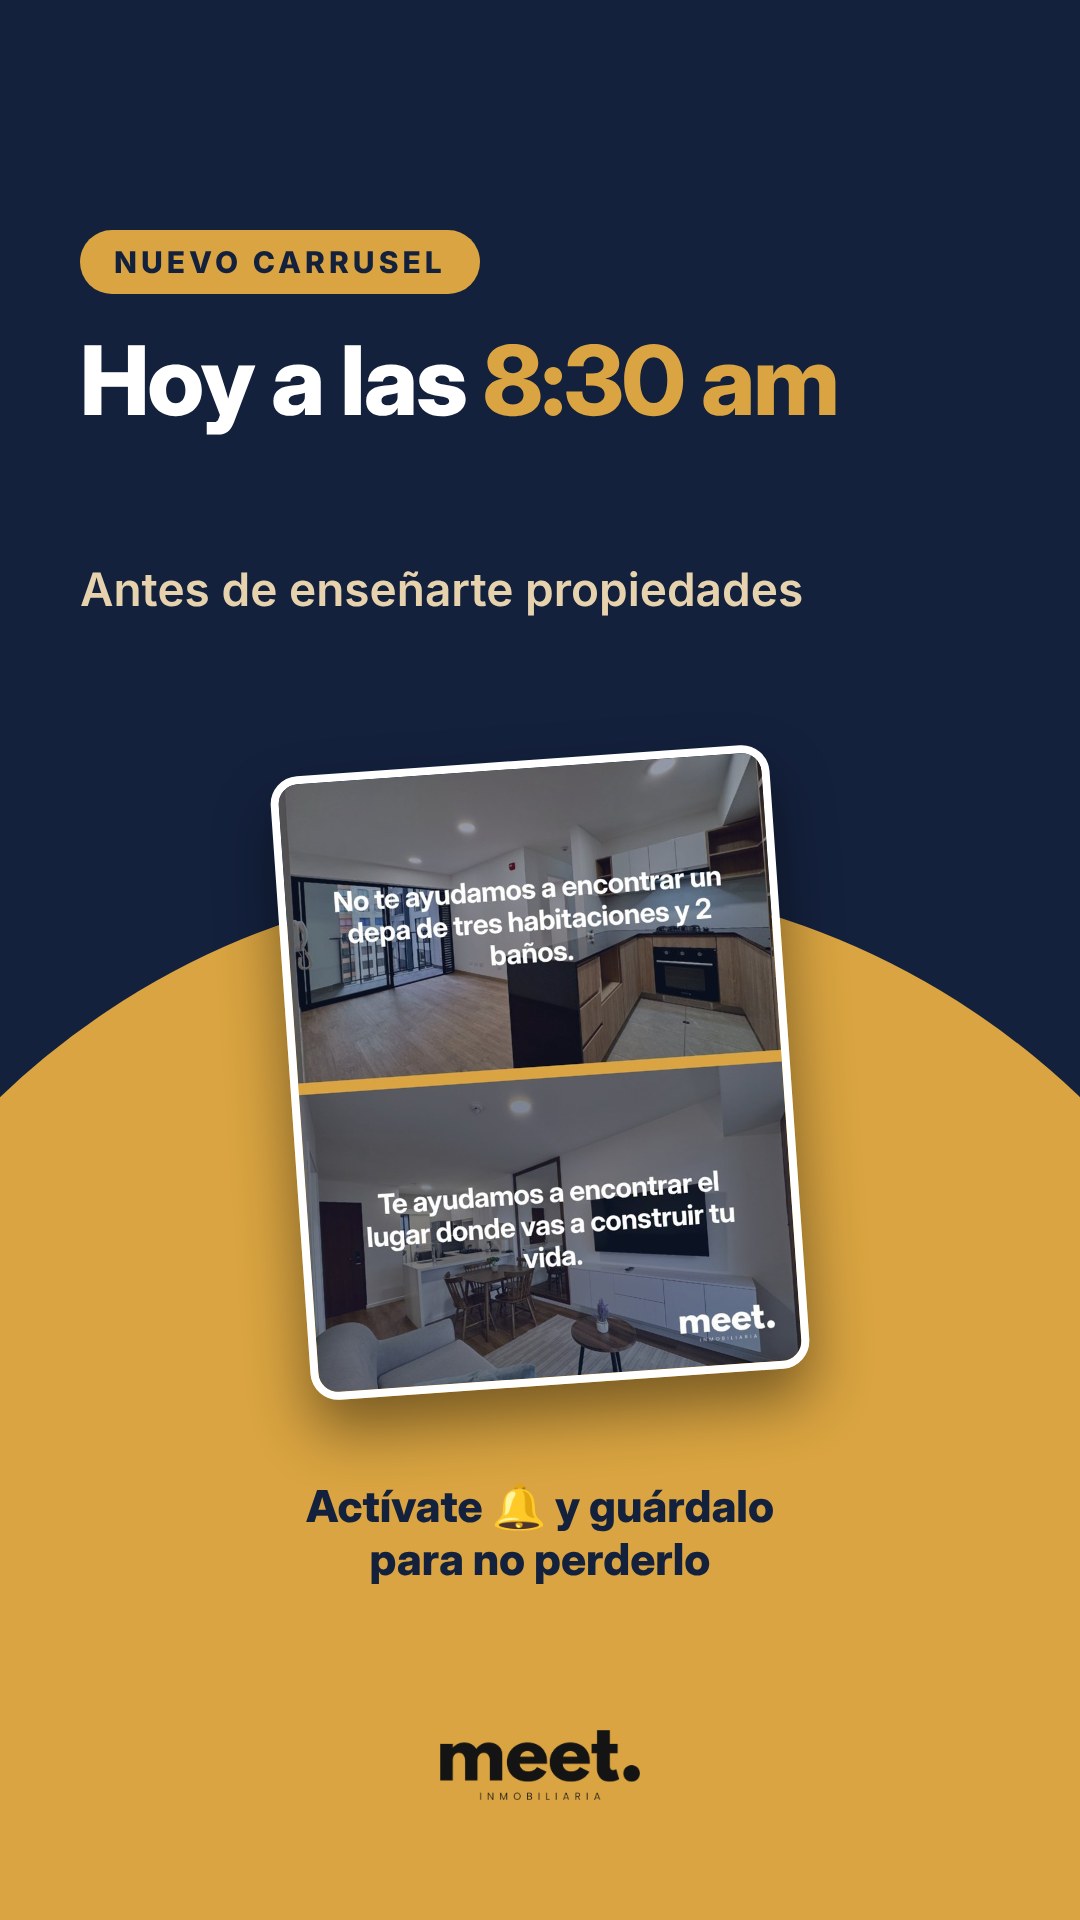 NUEVO CARRUSEL
Hoy a las 8:30 am
Antes de enseñarte propiedades
No te ayudamos a encontrar un
depa de tres habitaciones y 2
baños.
Te ayudamos a encontrar el
lugar donde vas a construir tu
vida.
meet.
INMOBILIARIA
Actívate 🔔 y guárdalo
para no perderlo
meet.
INMOBILIARIA